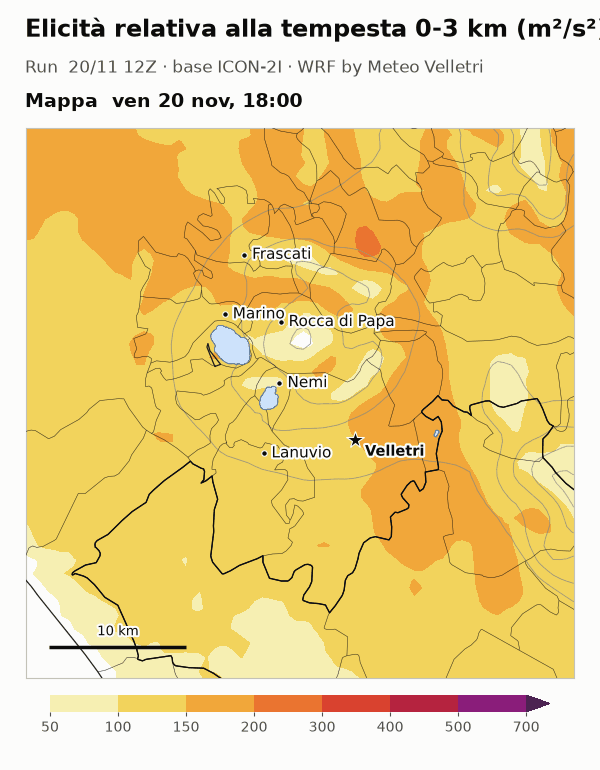 Elicità relativa alla tempesta 0-3 km (m²/s²)
Run 20/11 12Z · base ICON-2I · WRF by Meteo Velletri
Mappa ven 20 nov, 18:00
Frascati
Marino
Rocca di Papa
Nemi
Velletri
Lanuvio
10 km
50 100 150 200 300 400 500 700